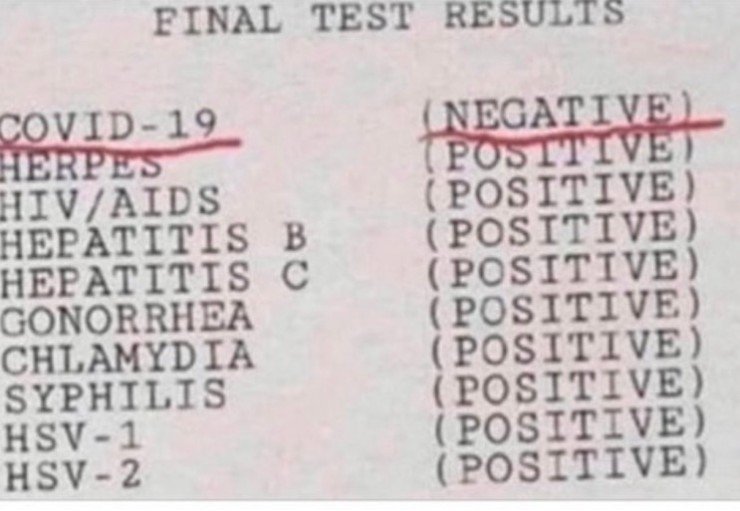 FINAL TEST RESULTS
COVID-19 (NEGATIVE)
HERPES (POSITIVE)
HIV/AIDS (POSITIVE)
HEPATITIS B (POSITIVE)
HEPATITIS C (POSITIVE)
GONORRHEA (POSITIVE)
CHLAMYDIA (POSITIVE)
SYPHILIS (POSITIVE)
HSV-1 (POSITIVE)
HSV-2 (POSITIVE)